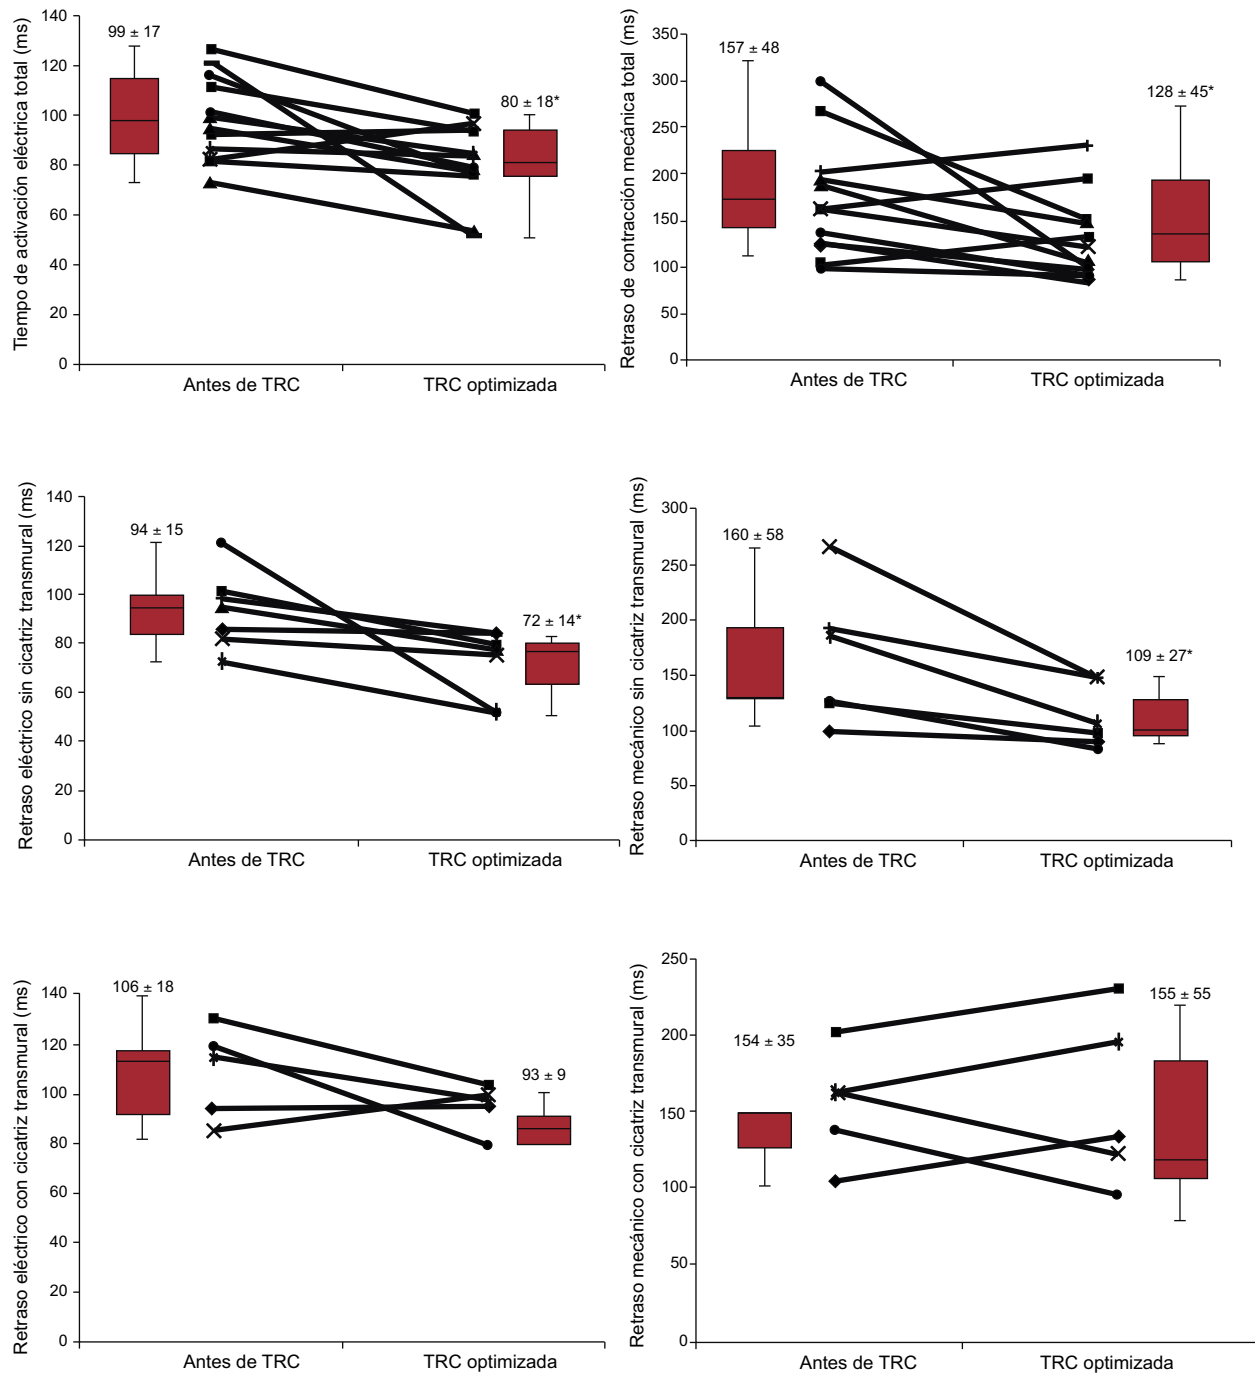 Tiempo de activación eléctrica total (ms)
140
120
100
80
60
40
20
0
99 ± 17
80 ± 18*
Antes de TRC
TRC optimizada
Retraso de contracción mecánica total (ms)
350
300
250
200
150
100
50
0
157 ± 48
128 ± 45*
Antes de TRC
TRC optimizada
Retraso eléctrico sin cicatriz transmural (ms)
140
120
100
80
60
40
20
0
94 ± 15
72 ± 14*
Antes de TRC
TRC optimizada
Retraso mecánico sin cicatriz transmural (ms)
300
250
200
150
100
50
0
160 ± 58
109 ± 27*
Antes de TRC
TRC optimizada
Retraso eléctrico con cicatriz transmural (ms)
140
120
100
80
60
40
20
0
106 ± 18
93 ± 9
Antes de TRC
TRC optimizada
Retraso mecánico con cicatriz transmural (ms)
250
200
150
100
50
0
154 ± 35
155 ± 55
Antes de TRC
TRC optimizada